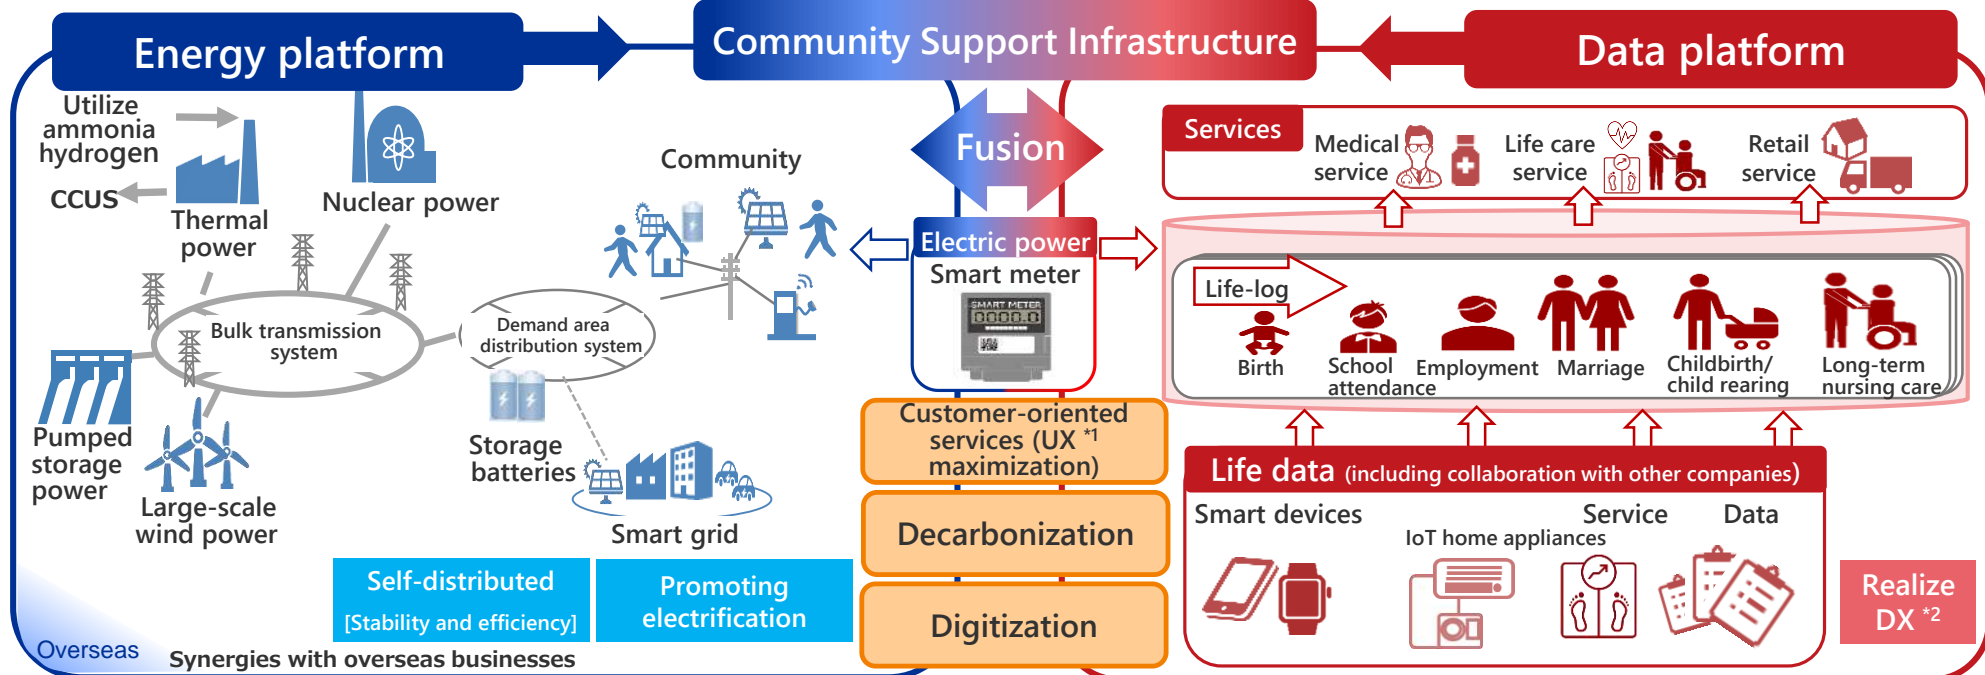 Energy platform
Community Support Infrastructure
Data platform
Utilize
ammonia
hydrogen
CCUS
Thermal
power
Nuclear power
Community
Bulk transmission
system
Demand area
distribution system
Pumped
storage
power
Large-scale
wind power
Storage
batteries
Smart grid
Self-distributed
[Stability and efficiency]
Promoting
electrification
Overseas
Synergies with overseas businesses
Fusion
Electric power
Smart meter
SMART METER
0000.0
Customer-oriented
services (UX *1
maximization)
Decarbonization
Digitization
Services
Medical
service
Life care
service
Retail
service
Life-log
Birth
School
attendance
Employment
Marriage
Childbirth/
child rearing
Long-term
nursing care
Life data (including collaboration with other companies)
Smart devices
IoT home appliances
Service
Data
Realize
DX *2